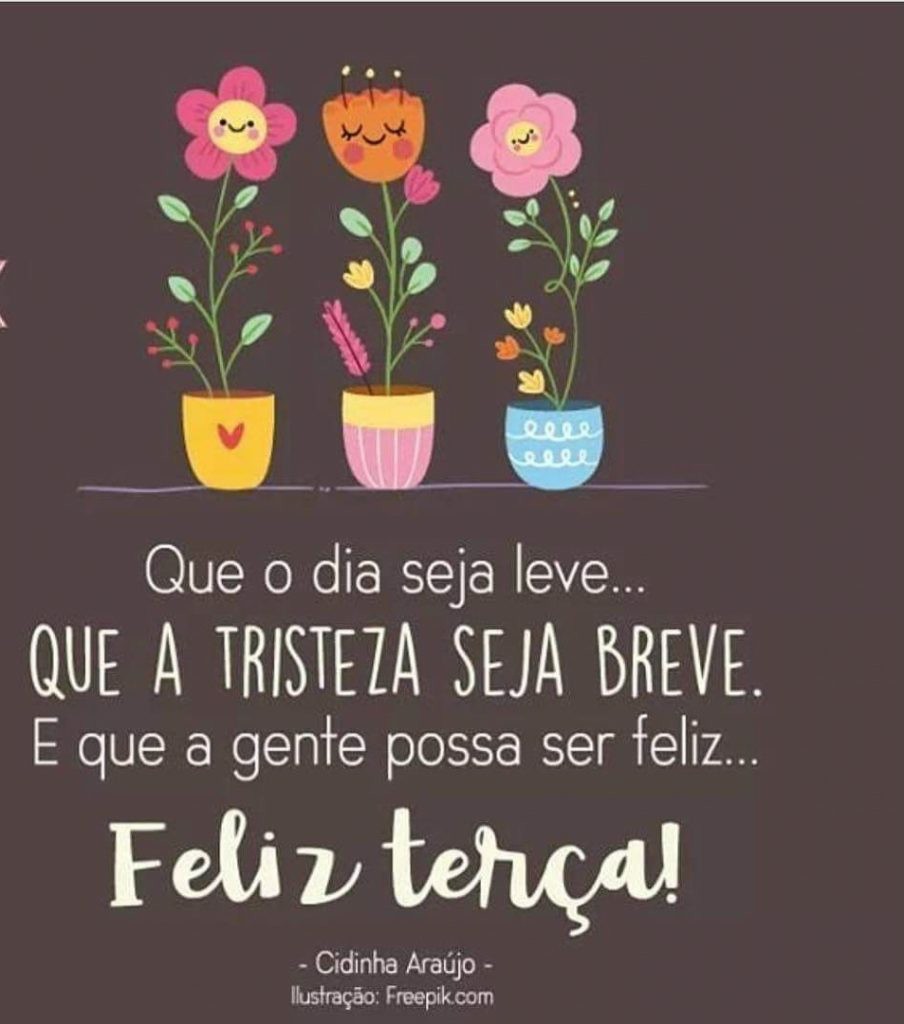 Que o dia seja leve...
QUE A TRISTEZA SEJA BREVE.
E que a gente possa ser feliz...
Feliz terça!
- Cidinha Araújo -
Ilustração: Freepik.com